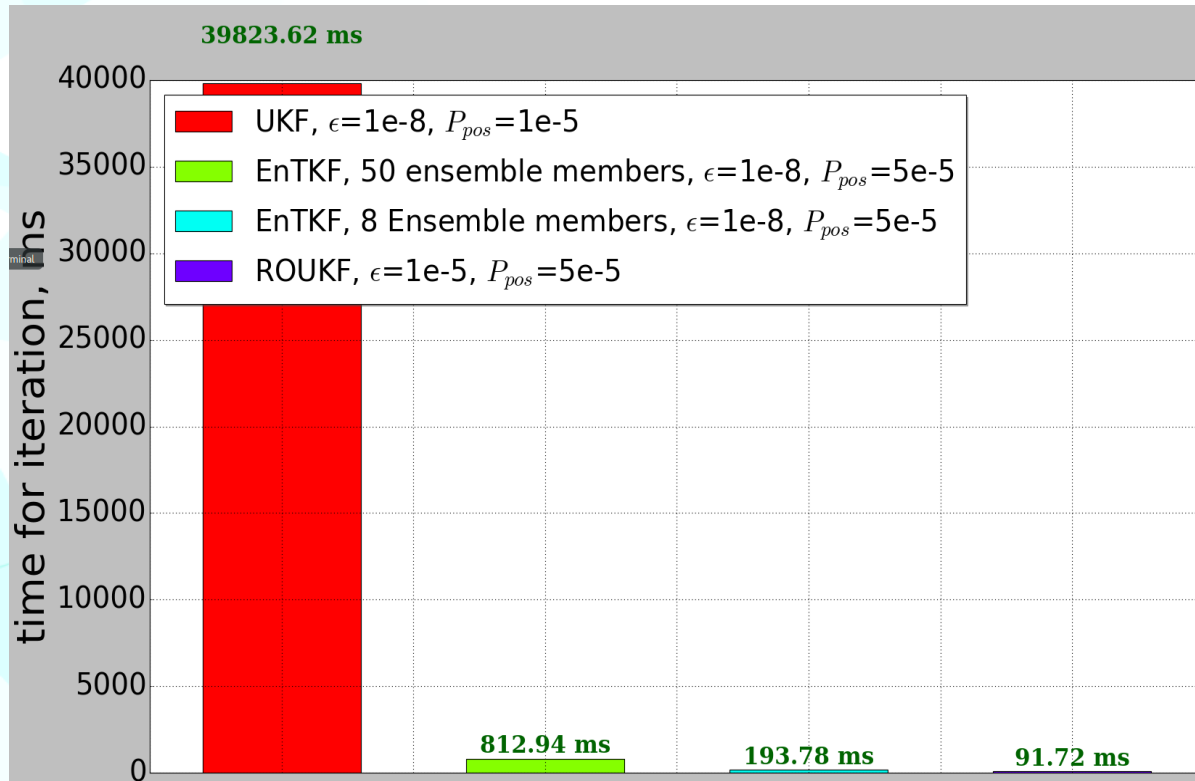 39823.62 ms
40000
35000
30000
25000
20000
15000
10000
5000
0
time for iteration, ms
rminal
UKF, ϵ=1e-8, P_pos=1e-5
EnTKF, 50 ensemble members, ϵ=1e-8, P_pos=5e-5
EnTKF, 8 Ensemble members, ϵ=1e-8, P_pos=5e-5
ROUKF, ϵ=1e-5, P_pos=5e-5
812.94 ms
193.78 ms
91.72 ms